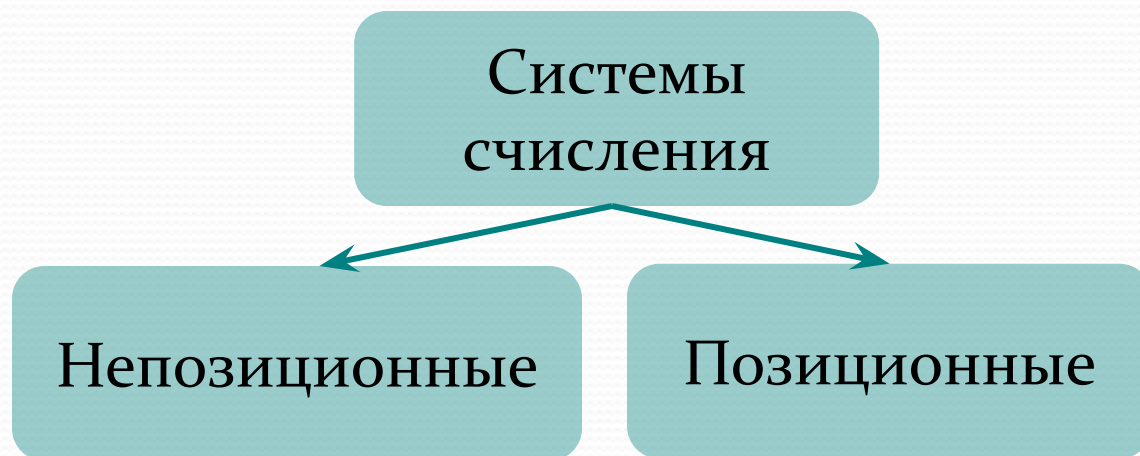 Системы
счисления
Непозиционные
Позиционные